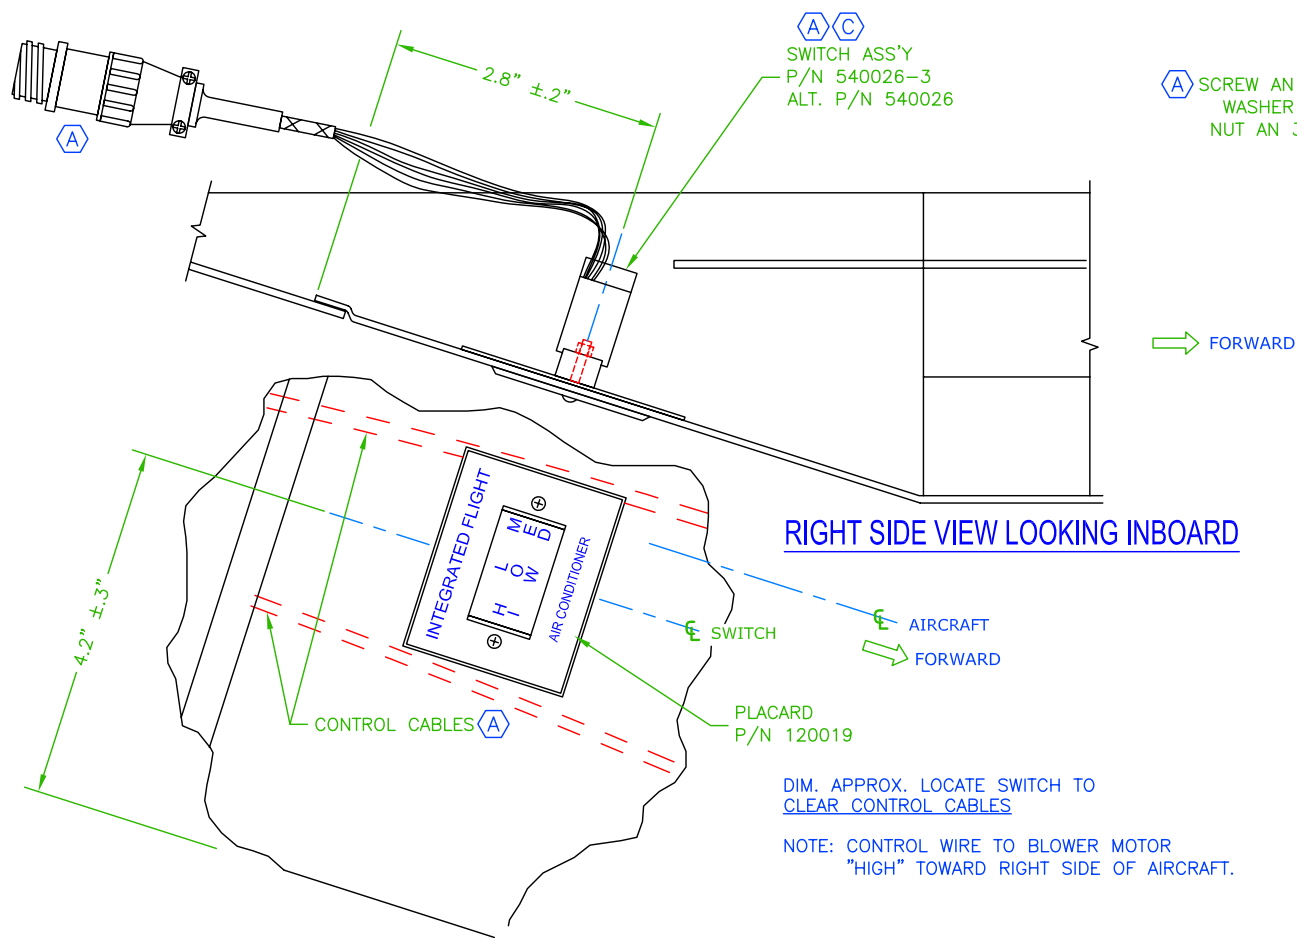 A C
SWITCH ASS'Y
P/N 540026-3
ALT. P/N 540026
2.8" ±.2"
A
A SCREW AN
WASHER
NUT AN
FORWARD
RIGHT SIDE VIEW LOOKING INBOARD
4.2" ±.3"
INTEGRATED FLIGHT
MED
LOW
HI
AIR CONDITIONER
℄ SWITCH
℄ AIRCRAFT
FORWARD
CONTROL CABLES A
PLACARD
P/N 120019
DIM. APPROX. LOCATE SWITCH TO
CLEAR CONTROL CABLES
NOTE: CONTROL WIRE TO BLOWER MOTOR
"HIGH" TOWARD RIGHT SIDE OF AIRCRAFT.